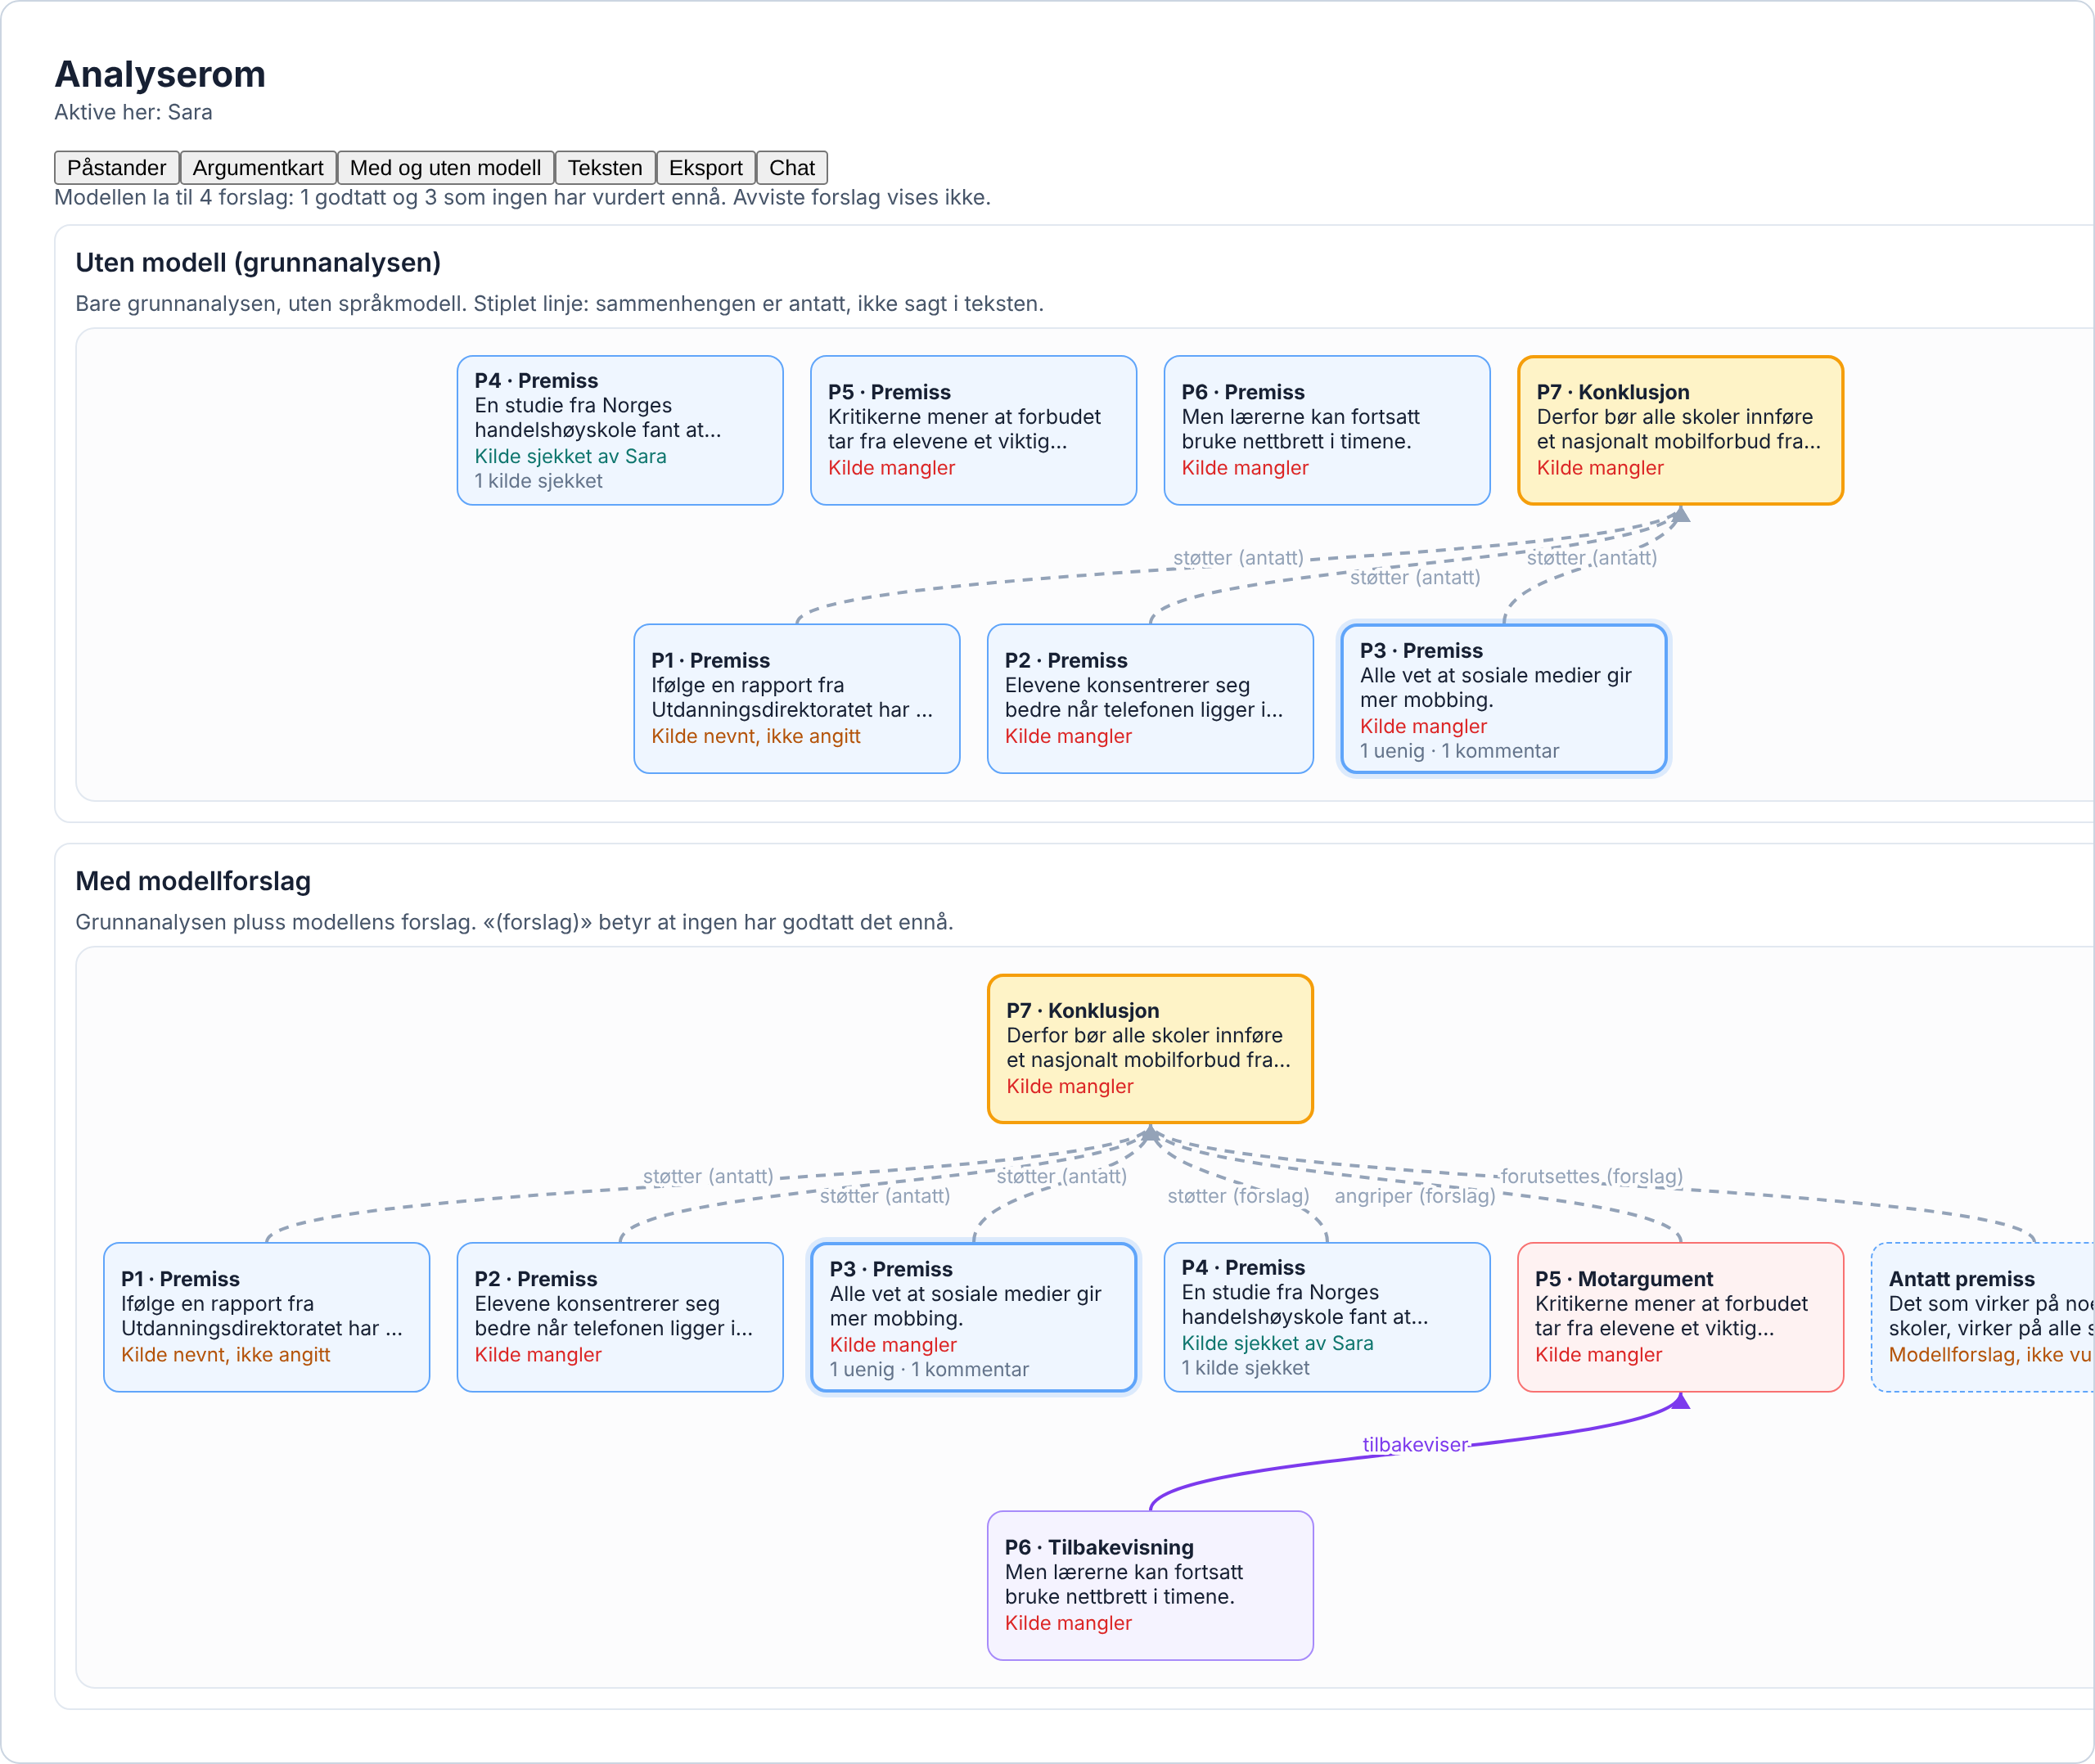 Analyserom
Aktive her: Sara
Påstander Argumentkart Med og uten modell Teksten Eksport Chat
Modellen la til 4 forslag: 1 godtatt og 3 som ingen har vurdert ennå. Avviste forslag vises ikke.
Uten modell (grunnanalysen)
Bare grunnanalysen, uten språkmodell. Stiplet linje: sammenhengen er antatt, ikke sagt i teksten.
P4 · Premiss
En studie fra Norges
handelshøyskole fant at...
Kilde sjekket av Sara
1 kilde sjekket
P5 · Premiss
Kritikerne mener at forbudet
tar fra elevene et viktig...
Kilde mangler
P6 · Premiss
Men lærerne kan fortsatt
bruke nettbrett i timene.
Kilde mangler
P7 · Konklusjon
Derfor bør alle skoler innføre
et nasjonalt mobilforbud fra...
Kilde mangler
støtter (antatt)
støtter (antatt)
støtter (antatt)
P1 · Premiss
Ifølge en rapport fra
Utdanningsdirektoratet har ...
Kilde nevnt, ikke angitt
P2 · Premiss
Elevene konsentrerer seg
bedre når telefonen ligger i...
Kilde mangler
P3 · Premiss
Alle vet at sosiale medier gir
mer mobbing.
Kilde mangler
1 uenig · 1 kommentar
Med modellforslag
Grunnanalysen pluss modellens forslag. «(forslag)» betyr at ingen har godtatt det ennå.
P7 · Konklusjon
Derfor bør alle skoler innføre
et nasjonalt mobilforbud fra...
Kilde mangler
støtter (antatt)
støtter (antatt)
støtter (antatt)
støtter (forslag)
angriper (forslag)
forutsettes (forslag)
P1 · Premiss
Ifølge en rapport fra
Utdanningsdirektoratet har ...
Kilde nevnt, ikke angitt
P2 · Premiss
Elevene konsentrerer seg
bedre når telefonen ligger i...
Kilde mangler
P3 · Premiss
Alle vet at sosiale medier gir
mer mobbing.
Kilde mangler
1 uenig · 1 kommentar
P4 · Premiss
En studie fra Norges
handelshøyskole fant at...
Kilde sjekket av Sara
1 kilde sjekket
P5 · Motargument
Kritikerne mener at forbudet
tar fra elevene et viktig...
Kilde mangler
Antatt premiss
Det som virker på
skoler, virker på alle
Modellforslag, ikke
tilbakeviser
P6 · Tilbakevisning
Men lærerne kan fortsatt
bruke nettbrett i timene.
Kilde mangler